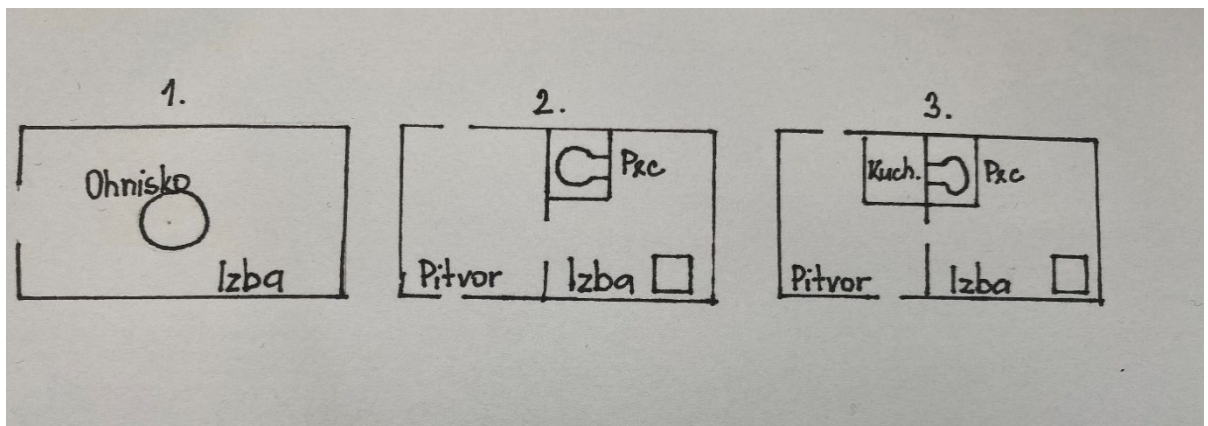 1.
Ohnisko
Izba
2.
Pec
Pitvor
Izba
3.
Kuch.
Pec
Pitvor
Izba